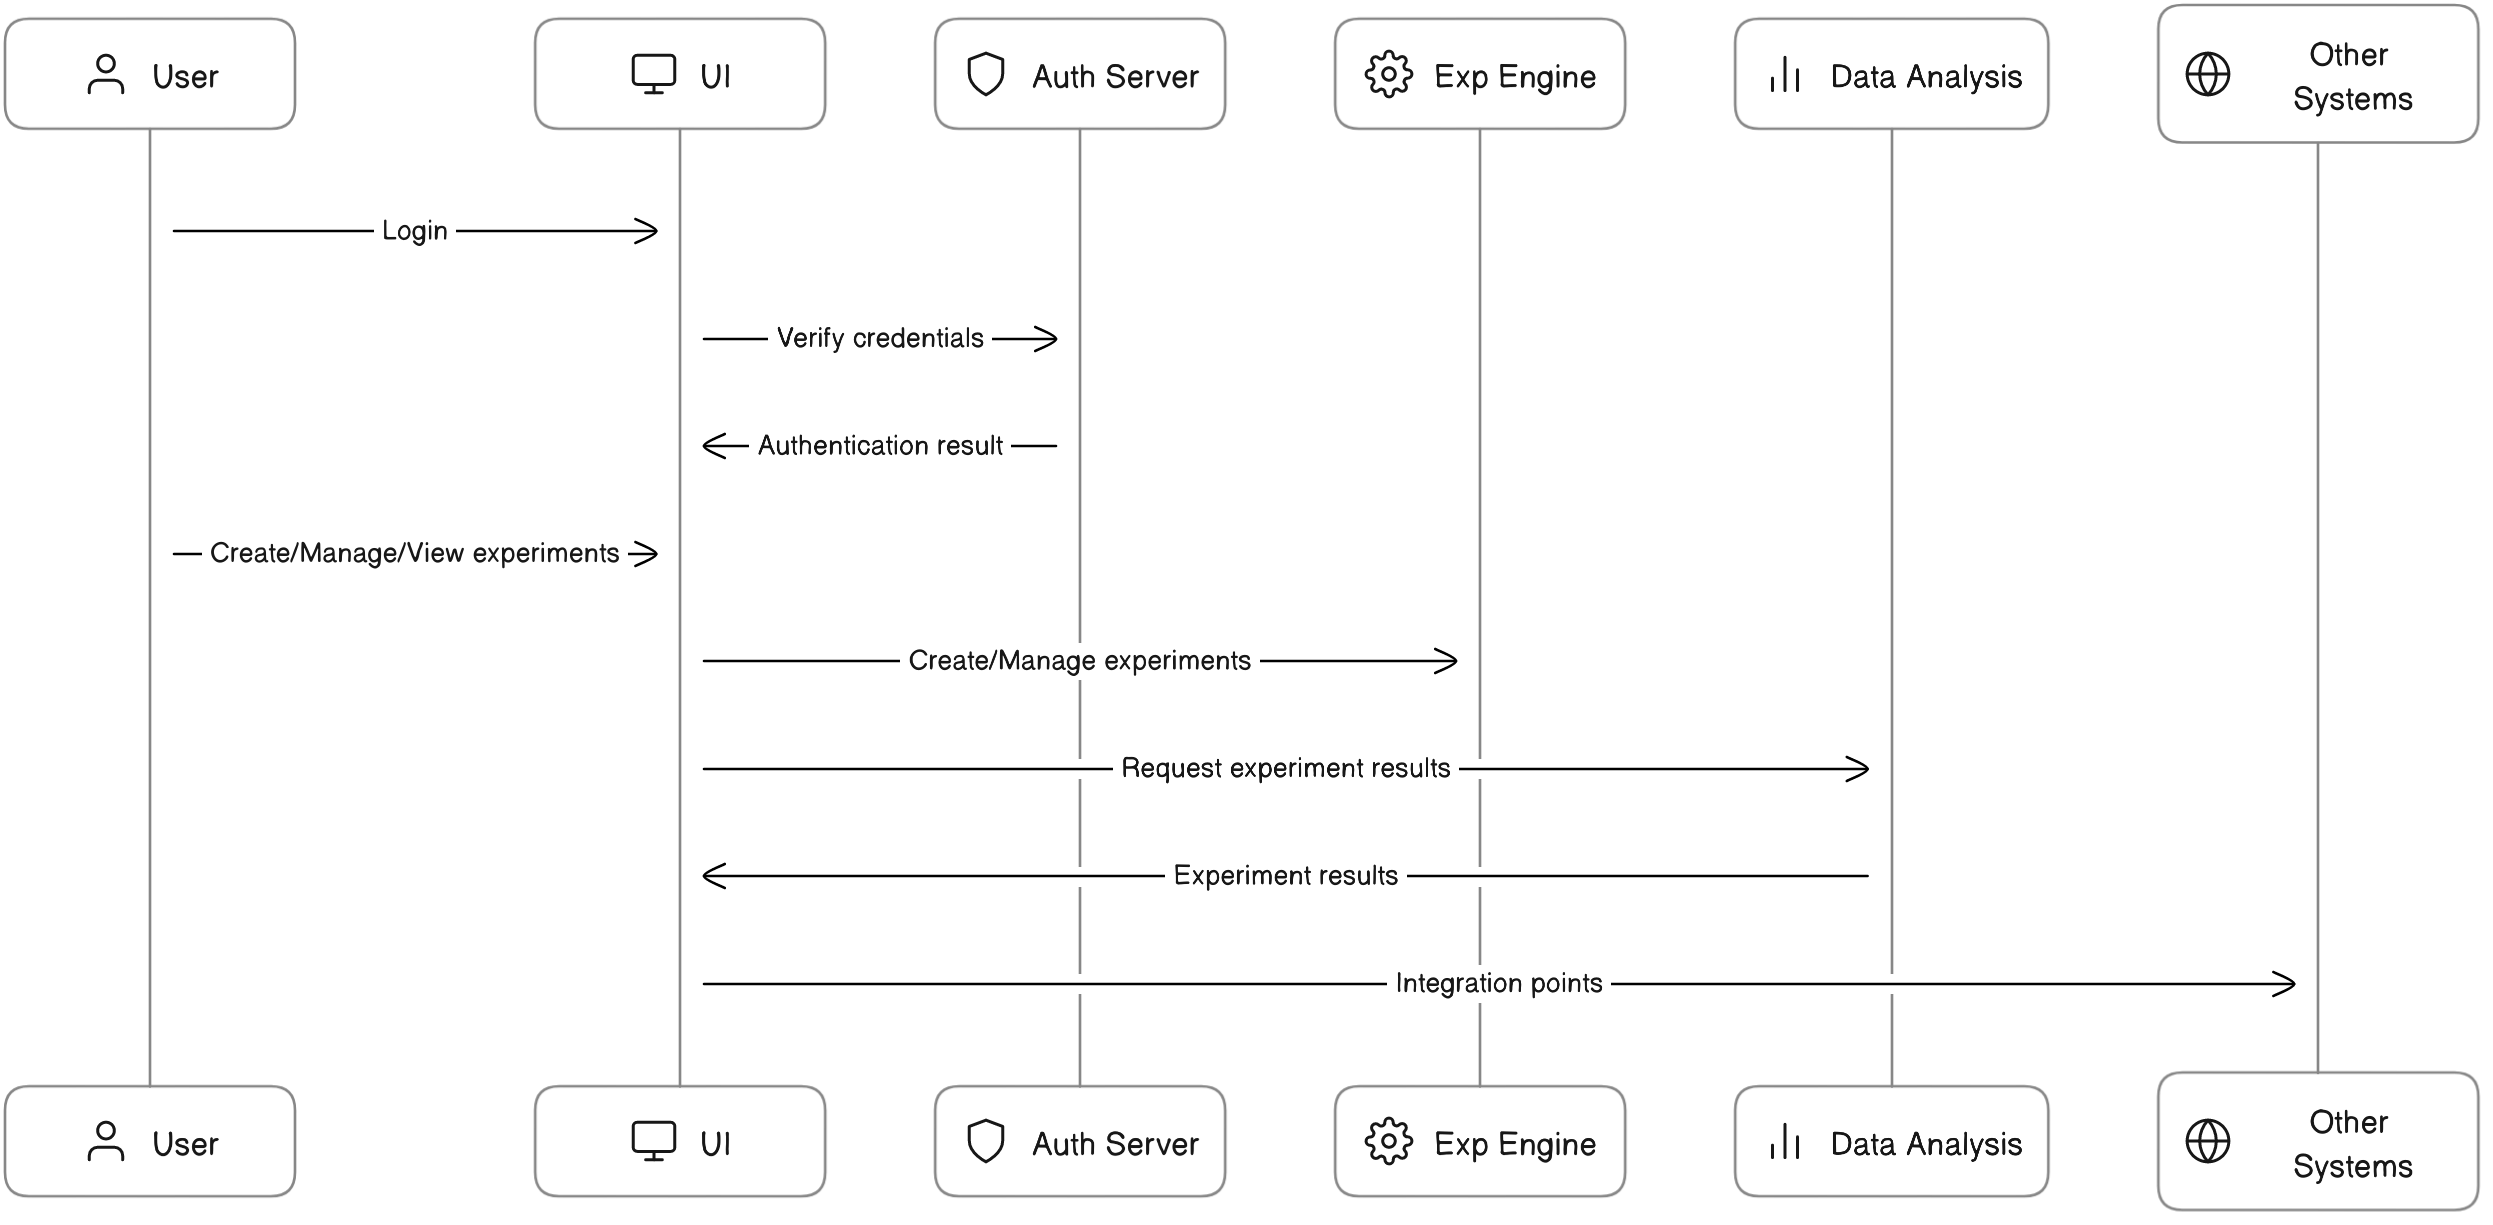 User
UI
Auth Server
Exp Engine
Data Analysis
Other
Systems
Login
Verify credentials
Authentication result
Create/Manage/View experiments
Create/Manage experiments
Request experiment results
Experiment results
Integration points
User
UI
Auth Server
Exp Engine
Data Analysis
Other
Systems